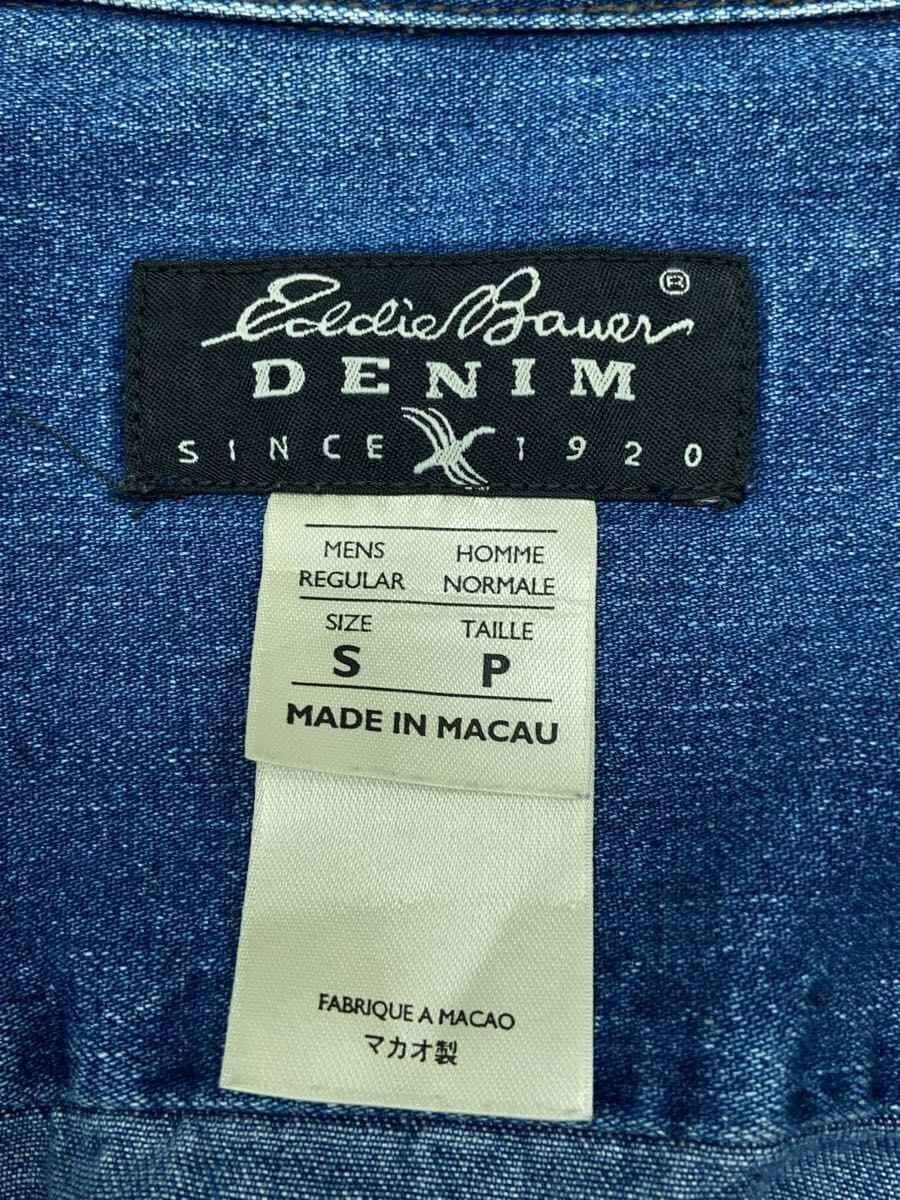 Eddie Bauer ®
DENIM
SINCE 1920
MENS HOMME
REGULAR NORMALE
SIZE TAILLE
S P
MADE IN MACAU
FABRIQUE A MACAO
マカオ製